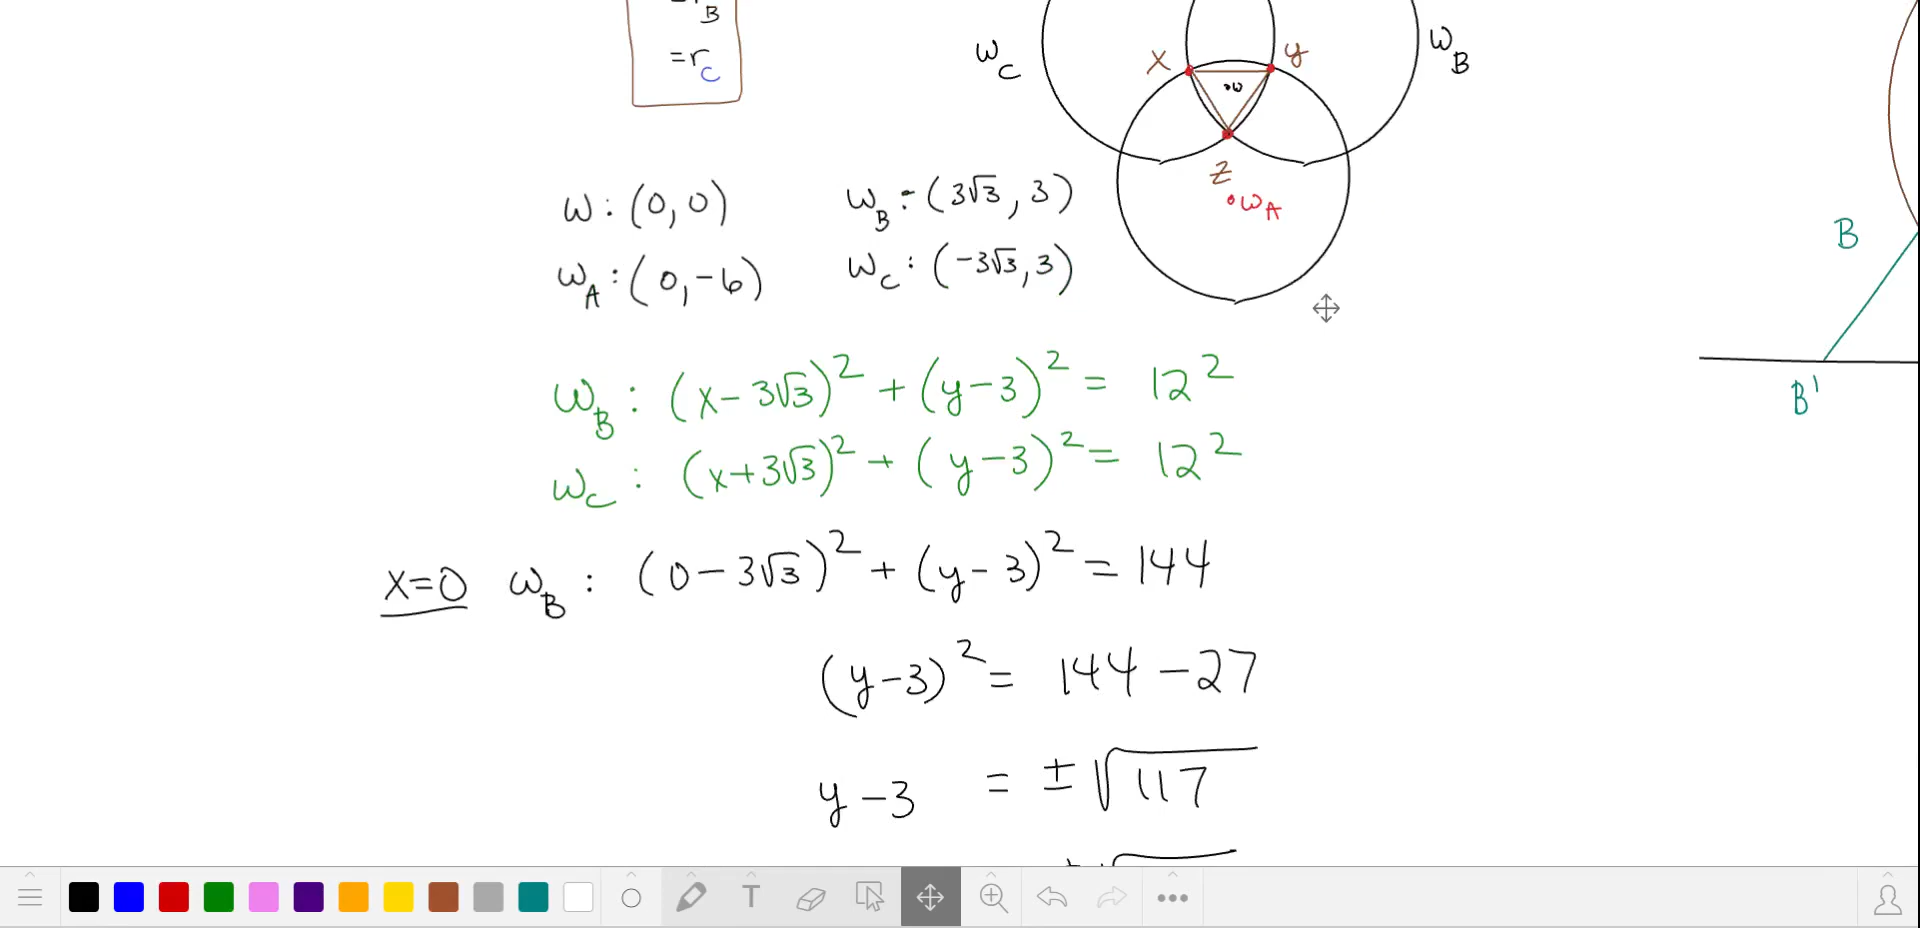 =r_B
=r_C
ω_C
ω_B
X
y
.ω
Z
.ω_A
ω : (0, 0)
ω_B : (3√3, 3)
ω_A : (0, -6)
ω_C : (-3√3, 3)
B
B'
ω_B : (x - 3√3)² + (y - 3)² = 12²
ω_C : (x + 3√3)² + (y - 3)² = 12²
x=0 ω_B : (0 - 3√3)² + (y - 3)² = 144
(y - 3)² = 144 - 27
y - 3 = ± √117
T